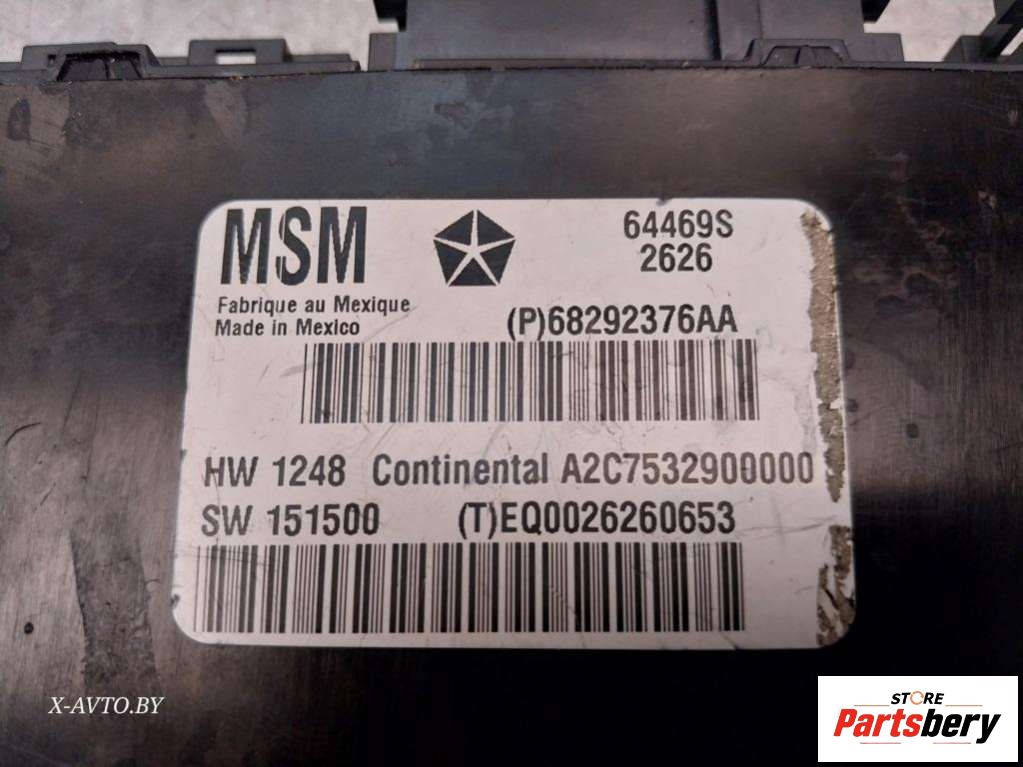 MSM
64469S
2626
Fabrique au Mexique
Made in Mexico
(P)68292376AA
HW 1248 Continental A2C7532900000
SW 151500 (T)EQ0026260653
X-AVTO.BY
STORE
Partsbery